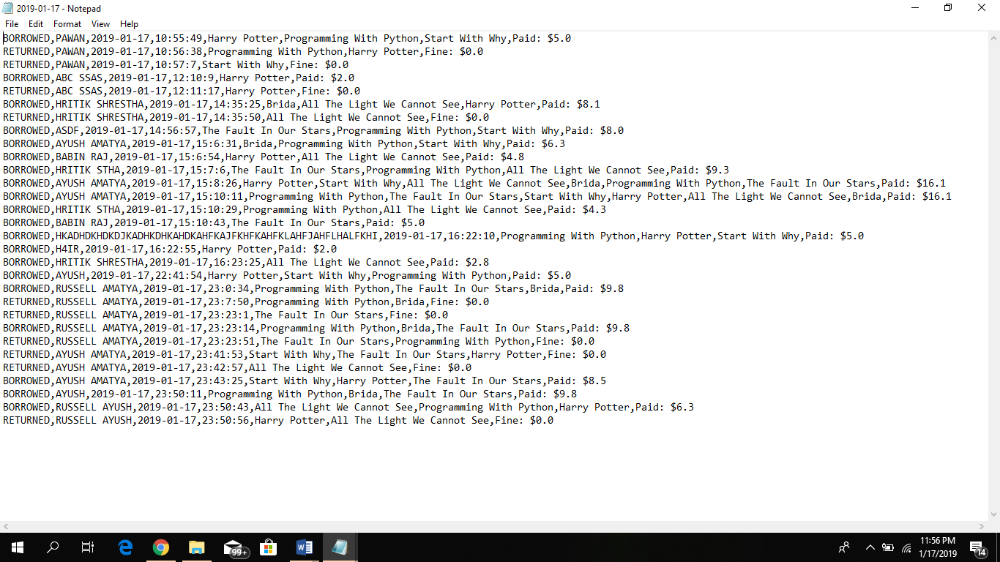 2019-01-17 - Notepad
File Edit Format View Help
BORROWED,PAWAN,2019-01-17,10:55:49,Harry Potter,Programming With Python,Start With Why,Paid: $5.0
RETURNED,PAWAN,2019-01-17,10:56:38,Programming With Python,Harry Potter,Fine: $0.0
RETURNED,PAWAN,2019-01-17,10:57:7,Start With Why,Fine: $0.0
BORROWED,ABC SSAS,2019-01-17,12:10:9,Harry Potter,Paid: $2.0
RETURNED,ABC SSAS,2019-01-17,12:11:17,Harry Potter,Fine: $0.0
BORROWED,HRITIK SHRESTHA,2019-01-17,14:35:25,Brida,All The Light We Cannot See,Harry Potter,Paid: $8.1
RETURNED,HRITIK SHRESTHA,2019-01-17,14:35:50,All The Light We Cannot See,Fine: $0.0
BORROWED,ASDF,2019-01-17,14:56:57,The Fault In Our Stars,Programming With Python,Start With Why,Paid: $8.0
BORROWED,AYUSH AMATYA,2019-01-17,15:6:31,Brida,Programming With Python,Start With Why,Paid: $6.3
BORROWED,BABIN RAJ,2019-01-17,15:6:54,Harry Potter,All The Light We Cannot See,Paid: $4.8
BORROWED,HRITIK STHA,2019-01-17,15:7:6,The Fault In Our Stars,Programming With Python,All The Light We Cannot See,Paid: $9.3
BORROWED,AYUSH AMATYA,2019-01-17,15:8:26,Harry Potter,Start With Why,All The Light We Cannot See,Brida,Programming With Python,The Fault In Our Stars,Paid: $16.1
BORROWED,AYUSH AMATYA,2019-01-17,15:10:11,Programming With Python,The Fault In Our Stars,Start With Why,Harry Potter,All The Light We Cannot See,Brida,Paid: $16.1
BORROWED,HRITIK STHA,2019-01-17,15:10:29,Programming With Python,All The Light We Cannot See,Paid: $4.3
BORROWED,BABIN RAJ,2019-01-17,15:10:43,The Fault In Our Stars,Paid: $5.0
BORROWED,HKADHDKHDKDJKADHKDHKAHDKAHFKAJFKHFKAHFKLAHFJAHFLHALFKHI,2019-01-17,16:22:10,Programming With Python,Harry Potter,Start With Why,Paid: $5.0
BORROWED,H4IR,2019-01-17,16:22:55,Harry Potter,Paid: $2.0
BORROWED,HRITIK SHRESTHA,2019-01-17,16:23:25,All The Light We Cannot See,Paid: $2.8
BORROWED,AYUSH,2019-01-17,22:41:54,Harry Potter,Start With Why,Programming With Python,Paid: $5.0
BORROWED,RUSSELL AMATYA,2019-01-17,23:0:34,Programming With Python,The Fault In Our Stars,Brida,Paid: $9.8
RETURNED,RUSSELL AMATYA,2019-01-17,23:7:50,Programming With Python,Brida,Fine: $0.0
RETURNED,RUSSELL AMATYA,2019-01-17,23:23:1,The Fault In Our Stars,Fine: $0.0
BORROWED,RUSSELL AMATYA,2019-01-17,23:23:14,Programming With Python,Brida,The Fault In Our Stars,Paid: $9.8
RETURNED,RUSSELL AMATYA,2019-01-17,23:23:51,The Fault In Our Stars,Programming With Python,Fine: $0.0
RETURNED,AYUSH AMATYA,2019-01-17,23:41:53,Start With Why,The Fault In Our Stars,Harry Potter,Fine: $0.0
RETURNED,AYUSH AMATYA,2019-01-17,23:42:57,All The Light We Cannot See,Fine: $0.0
BORROWED,AYUSH AMATYA,2019-01-17,23:43:25,Start With Why,Harry Potter,The Fault In Our Stars,Paid: $8.5
BORROWED,AYUSH,2019-01-17,23:50:11,Programming With Python,Brida,The Fault In Our Stars,Paid: $9.8
BORROWED,RUSSELL AYUSH,2019-01-17,23:50:43,All The Light We Cannot See,Programming With Python,Harry Potter,Paid: $6.3
RETURNED,RUSSELL AYUSH,2019-01-17,23:50:56,Harry Potter,All The Light We Cannot See,Fine: $0.0
99+
11:56 PM
1/17/2019
14